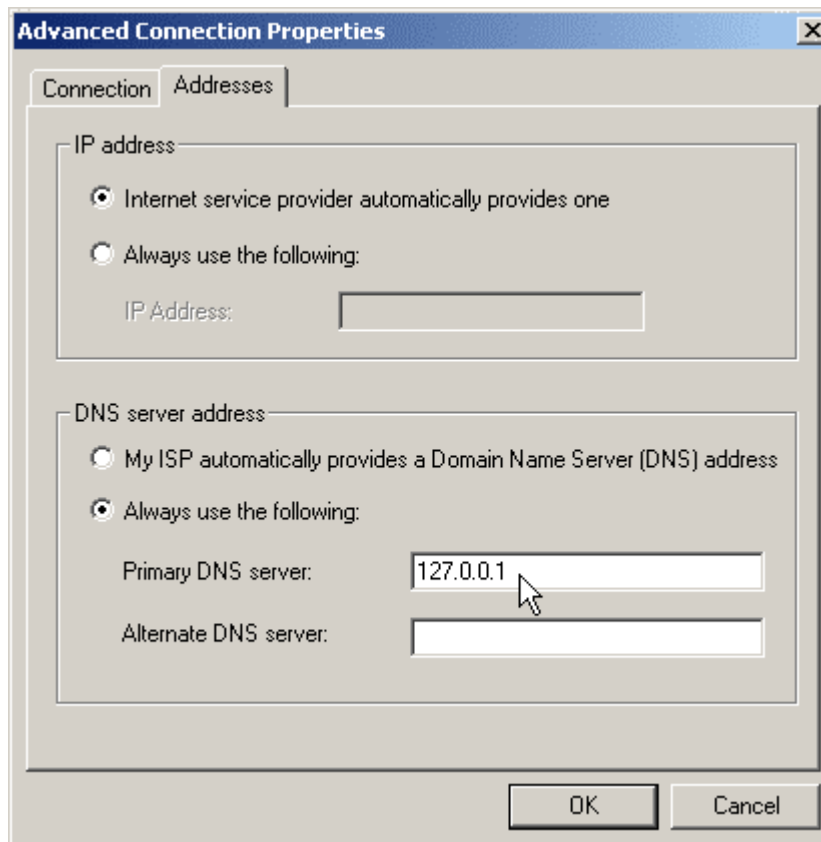 Advanced Connection Properties
Connection
Addresses
IP address
Internet service provider automatically provides one
Always use the following:
IP Address:
DNS server address
My ISP automatically provides a Domain Name Server (DNS) address
Always use the following:
Primary DNS server: 127.0.0.1
Alternate DNS server:
OK
Cancel